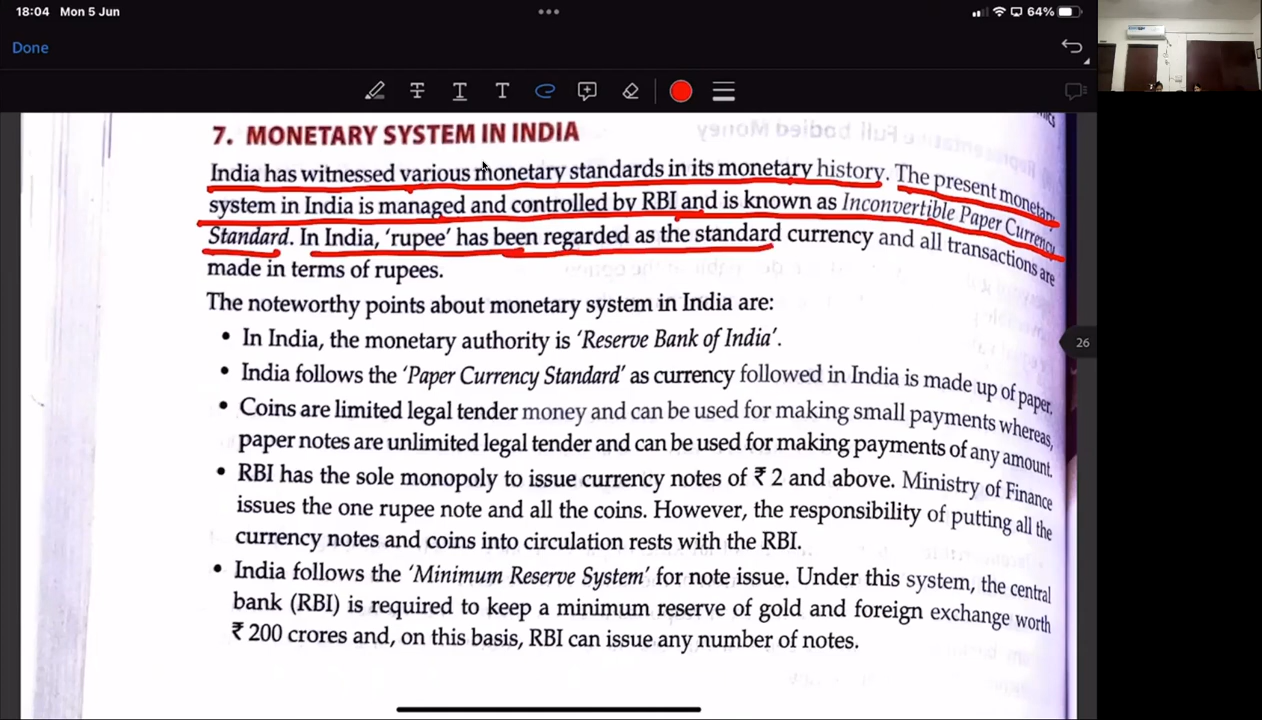 18:04 Mon 5 Jun
64%
Done
T T T
7. MONETARY SYSTEM IN INDIA
India has witnessed various monetary standards in its monetary history. The present monetary
system in India is managed and controlled by RBI and is known as Inconvertible Paper Currency
Standard. In India, 'rupee' has been regarded as the standard currency and all transactions are
made in terms of rupees.
The noteworthy points about monetary system in India are:
• In India, the monetary authority is 'Reserve Bank of India'.
• India follows the 'Paper Currency Standard' as currency followed in India is made up of paper.
• Coins are limited legal tender money and can be used for making small payments whereas,
paper notes are unlimited legal tender and can be used for making payments of any amount.
• RBI has the sole monopoly to issue currency notes of ₹ 2 and above. Ministry of Finance
issues the one rupee note and all the coins. However, the responsibility of putting all the
currency notes and coins into circulation rests with the RBI.
• India follows the 'Minimum Reserve System' for note issue. Under this system, the central
bank (RBI) is required to keep a minimum reserve of gold and foreign exchange worth
₹ 200 crores and, on this basis, RBI can issue any number of notes.
26